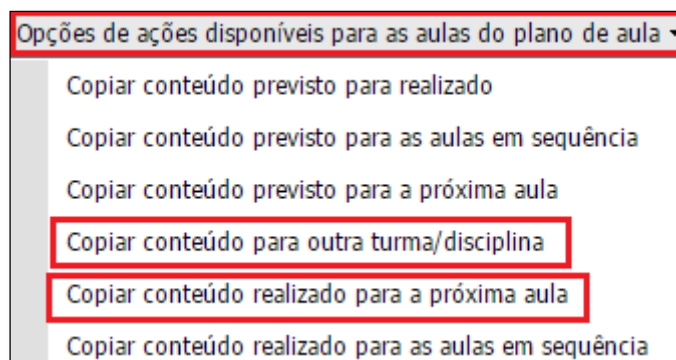 Opções de ações disponíveis para as aulas do plano de aula
Copiar conteúdo previsto para realizado
Copiar conteúdo previsto para as aulas em sequência
Copiar conteúdo previsto para a próxima aula
Copiar conteúdo para outra turma/disciplina
Copiar conteúdo realizado para a próxima aula
Copiar conteúdo realizado para as aulas em sequência